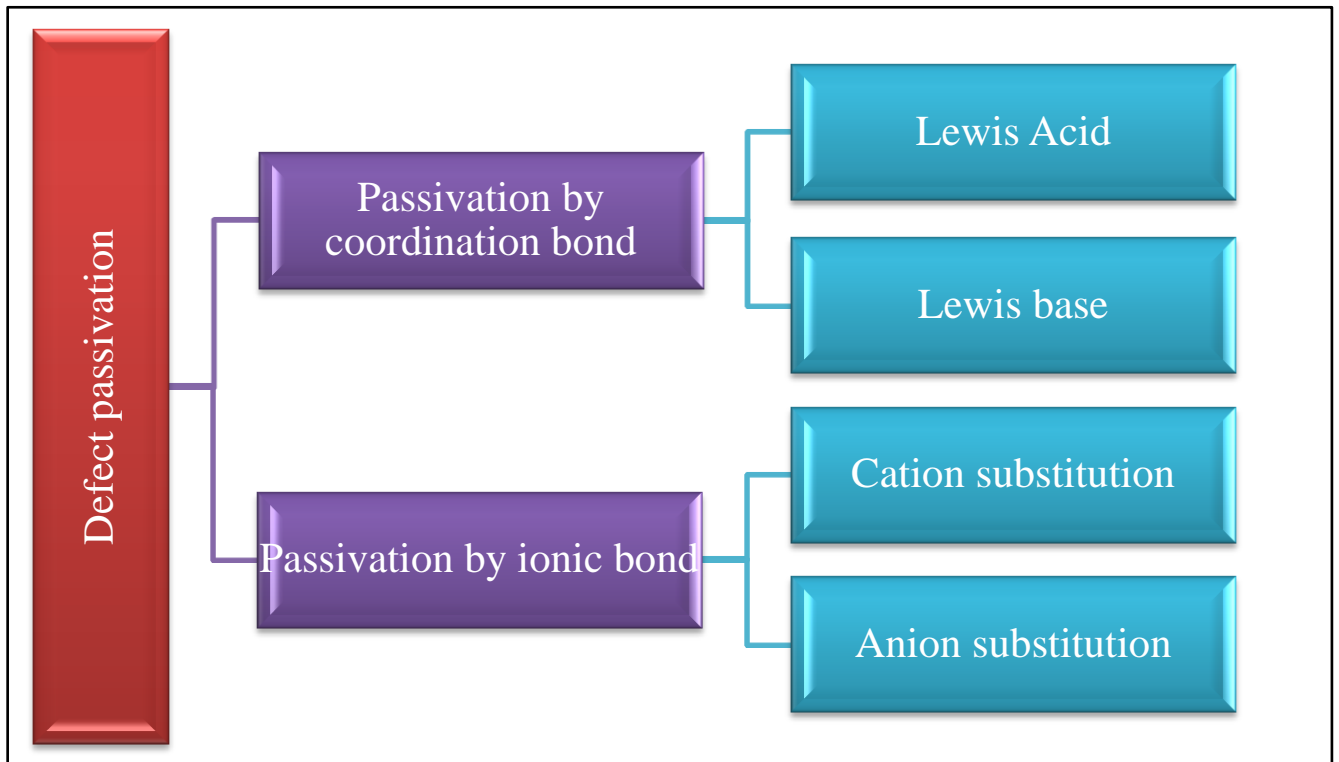 Defect passivation
Passivation by
coordination bond
Lewis Acid
Lewis base
Passivation by ionic bond
Cation substitution
Anion substitution